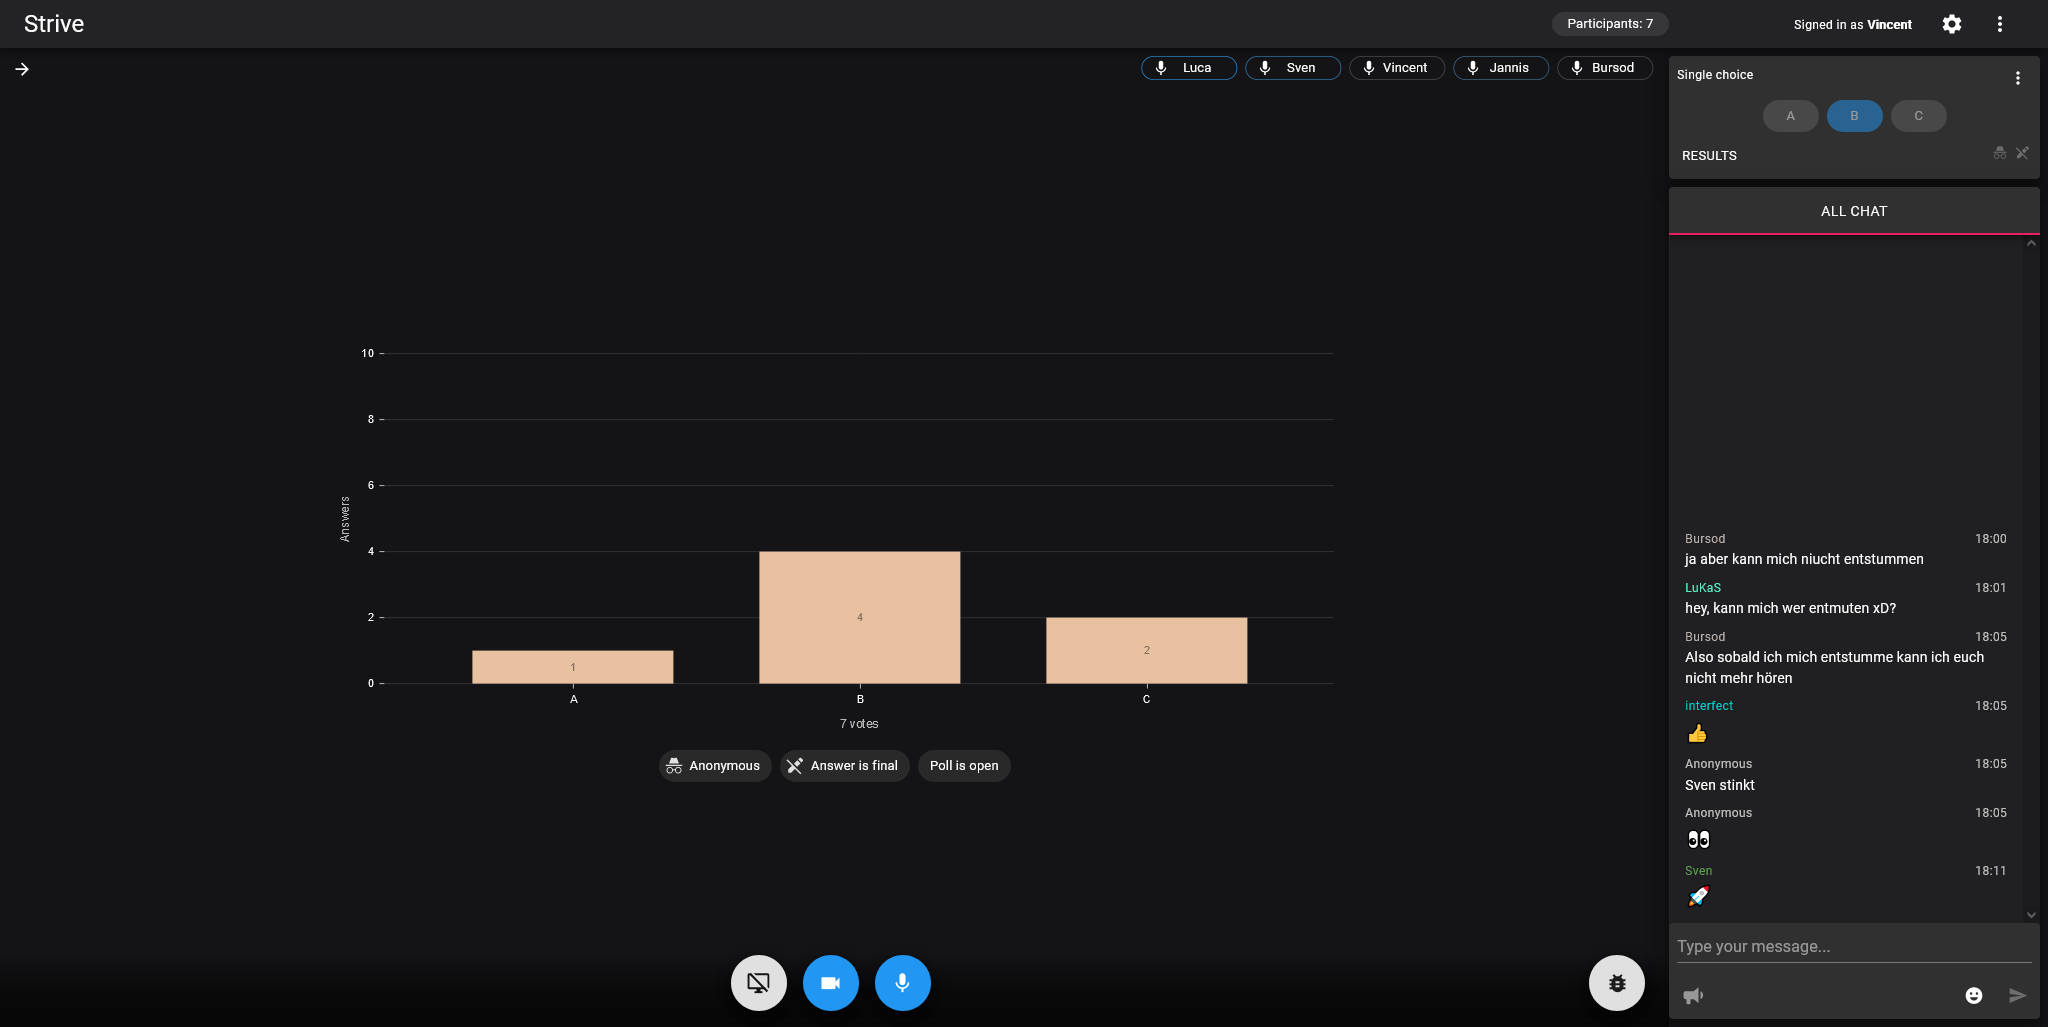 Strive
Participants: 7
Signed in as Vincent
Luca
Sven
Vincent
Jannis
Bursod
Single choice
A
B
C
RESULTS
ALL CHAT
10
8
6
4
2
0
Answers
1
4
2
A
B
C
7 votes
Anonymous
Answer is final
Poll is open
Bursod 18:00
ja aber kann mich niucht entstummen
LuKaS 18:01
hey, kann mich wer entmuten xD?
Bursod 18:05
Also sobald ich mich entstumme kann ich euch
nicht mehr hören
interfect 18:05
Anonymous 18:05
Sven stinkt
Anonymous 18:05
Sven 18:11
Type your message...